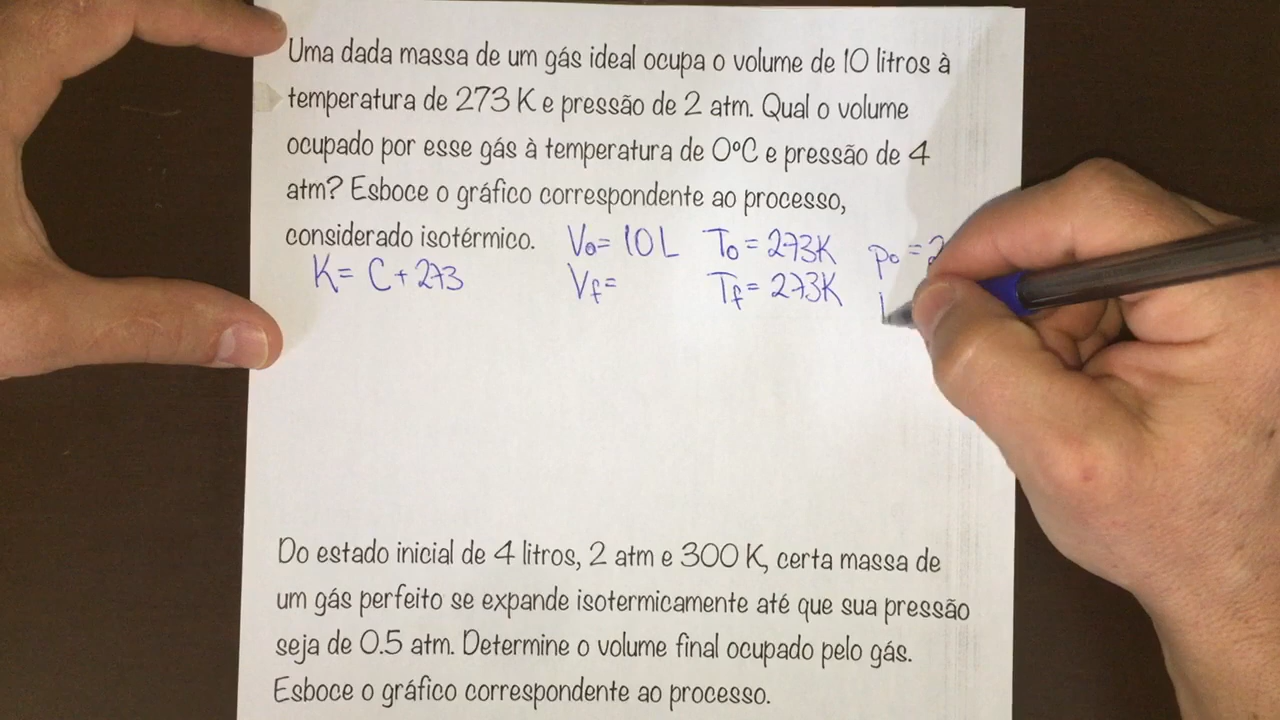 Uma dada massa de um gás ideal ocupa o volume de 10 litros à
temperatura de 273 K e pressão de 2 atm. Qual o volume
ocupado por esse gás à temperatura de 0ºC e pressão de 4
atm? Esboce o gráfico correspondente ao processo,
considerado isotérmico.
V₀= 10L T₀ = 273K p₀ = 2
K= C + 273 Vf= Tf = 273K
Do estado inicial de 4 litros, 2 atm e 300 K, certa massa de
um gás perfeito se expande isotermicamente até que sua pressão
seja de 0.5 atm. Determine o volume final ocupado pelo gás.
Esboce o gráfico correspondente ao processo.